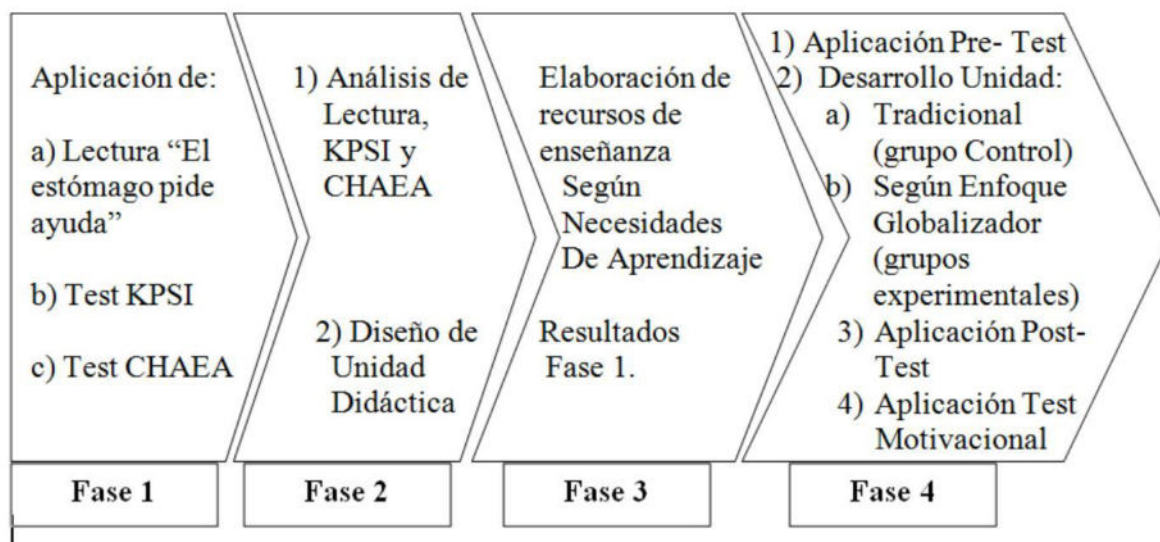 Aplicación de:
a) Lectura “El
estómago pide
ayuda”
b) Test KPSI
c) Test CHAEA
Fase 1
1) Análisis de
Lectura,
KPSI y
CHAEA
2) Diseño de
Unidad
Didáctica
Fase 2
Elaboración de
recursos de
enseñanza
Según
Necesidades
De Aprendizaje
Resultados
Fase 1.
Fase 3
1) Aplicación Pre- Test
2) Desarrollo Unidad:
a) Tradicional
(grupo Control)
b) Según Enfoque
Globalizador
(grupos
experimentales)
3) Aplicación Post-
Test
4) Aplicación Test
Motivacional
Fase 4